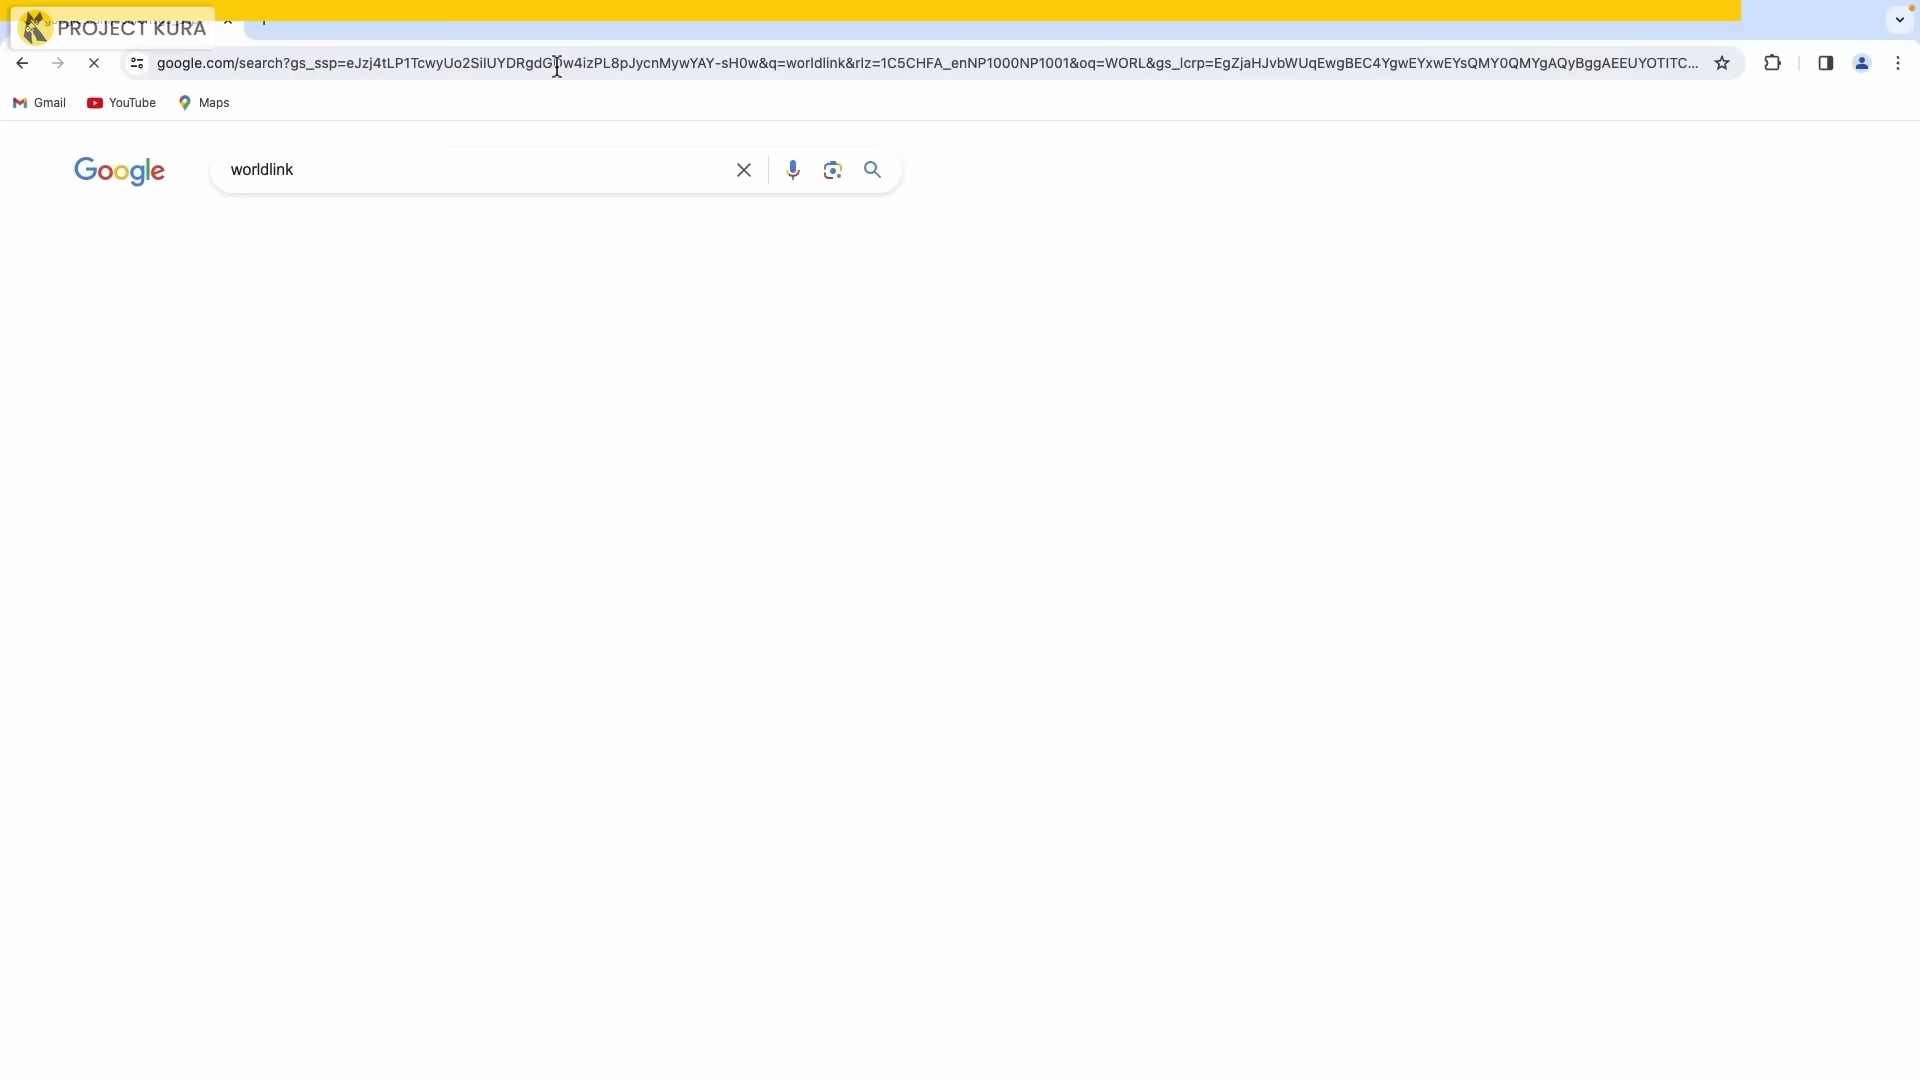 PROJECT KURA
google.com/search?gs_ssp=eJzj4tLP1TcwyUo2SilUYDRgdGDw4izPL8pJycnMywYAY-sH0w&q=worldlink&rlz=1C5CHFA_enNP1000NP1001&oq=WORL&gs_lcrp=EgZjaHJvbWUqEwgBEC4YgwEYxwEYsQMY0QMYgAQyBggAEEUYOTITC...
Gmail YouTube Maps
Google worldlink